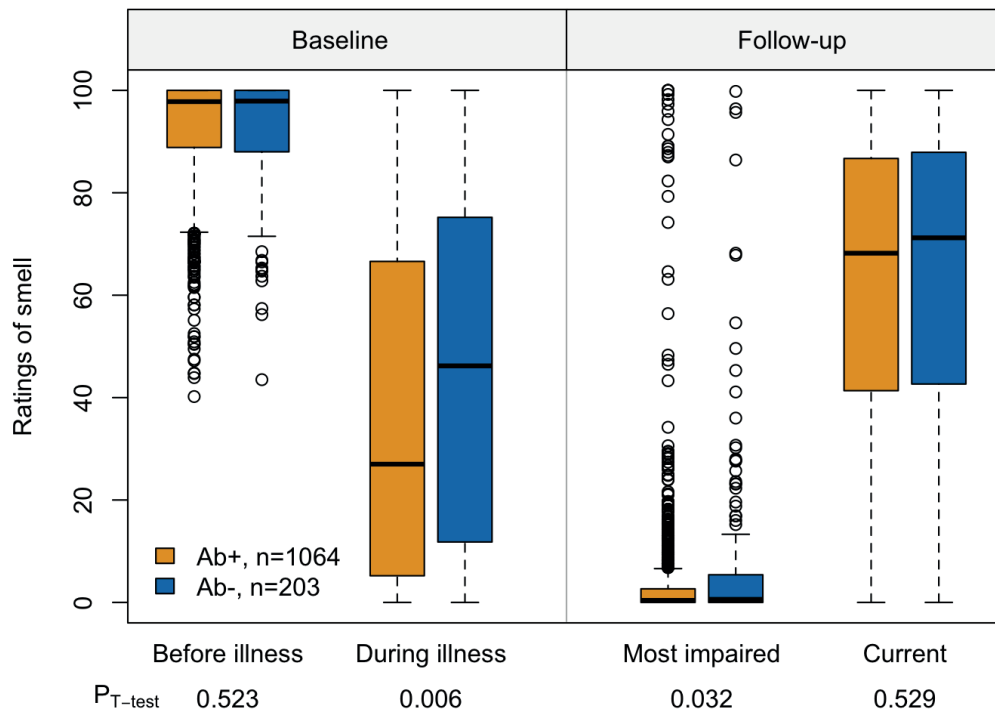 Baseline Follow-up
Ratings of smell
100
80
60
40
20
0
Ab+, n=1064
Ab-, n=203
Before illness During illness Most impaired Current
P T-test 0.523 0.006 0.032 0.529